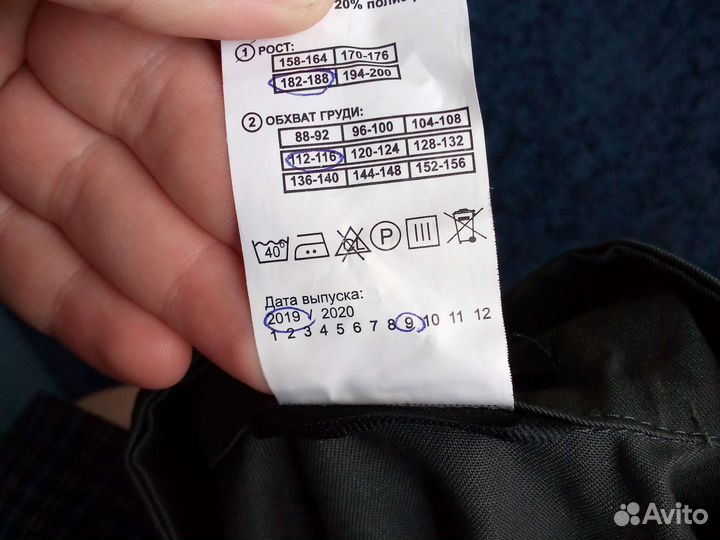 20% поли
1 РОСТ:
158-164 170-176
182-188 194-200
2 ОБХВАТ ГРУДИ:
88-92 96-100 104-108
112-116 120-124 128-132
136-140 144-148 152-156
40° CL P
Дата выпуска:
2019 / 2020
1 2 3 4 5 6 7 8 9 10 11 12
Avito